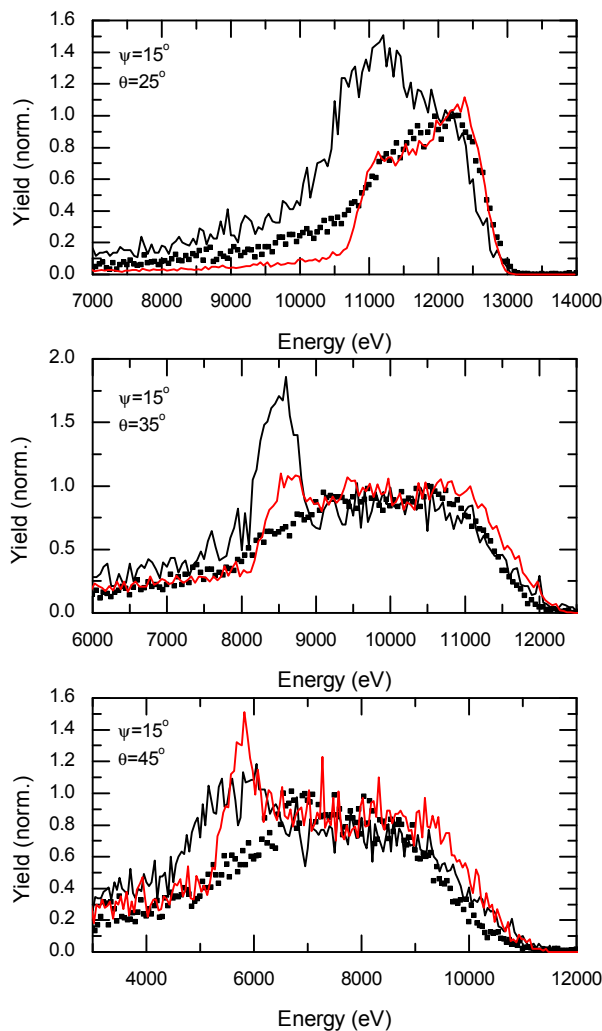 1.6
1.4
1.2
1.0
0.8
0.6
0.4
0.2
0.0
Yield (norm.)
ψ=15°
θ=25°
7000 8000 9000 10000 11000 12000 13000 14000
Energy (eV)
2.0
1.5
1.0
0.5
0.0
Yield (norm.)
ψ=15°
θ=35°
6000 7000 8000 9000 10000 11000 12000
Energy (eV)
1.6
1.4
1.2
1.0
0.8
0.6
0.4
0.2
0.0
Yield (norm.)
ψ=15°
θ=45°
4000 6000 8000 10000 12000
Energy (eV)